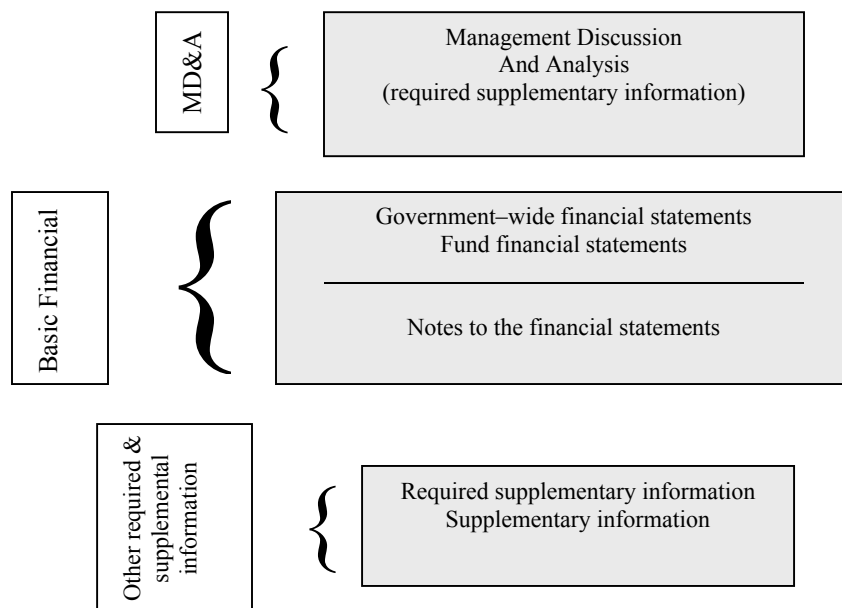 MD&A
Management Discussion
And Analysis
(required supplementary information)
Basic Financial
Government–wide financial statements
Fund financial statements
Notes to the financial statements
Other required &
supplemental
information
Required supplementary information
Supplementary information